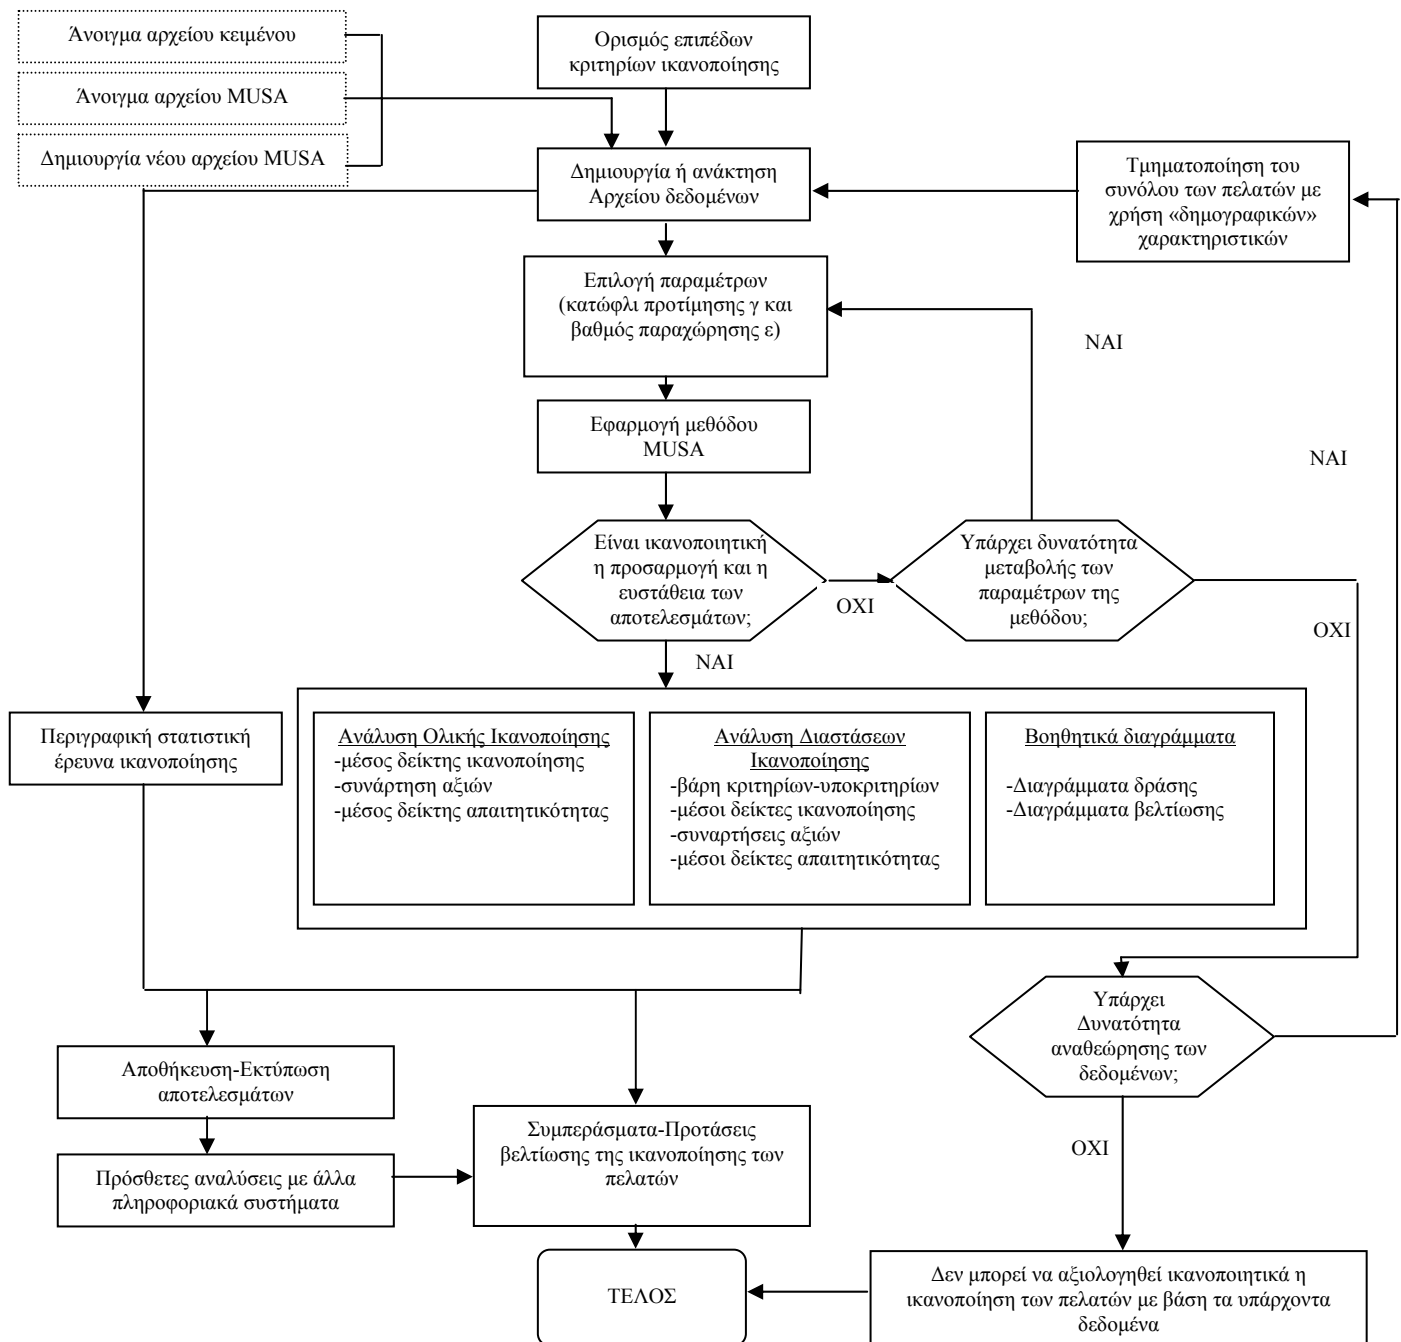 Άνοιγμα αρχείου κειμένου
Ορισμός επιπέδων
κριτηρίων ικανοποίησης
Άνοιγμα αρχείου MUSA
Δημιουργία νέου αρχείου MUSA
Δημιουργία ή ανάκτηση
Αρχείου δεδομένων
Τμηματοποίηση του
συνόλου των πελατών με
χρήση «δημογραφικών»
χαρακτηριστικών
Επιλογή παραμέτρων
(κατώφλι προτίμησης γ και
βαθμός παραχώρησης ε)
ΝΑΙ
Εφαρμογή μεθόδου
MUSA
ΝΑΙ
Είναι ικανοποιητική
η προσαρμογή και η
ευστάθεια των
αποτελεσμάτων;
ΟΧΙ
Υπάρχει δυνατότητα
μεταβολής των
παραμέτρων της
μεθόδου;
ΟΧΙ
ΝΑΙ
Περιγραφική στατιστική
έρευνα ικανοποίησης
Ανάλυση Ολικής Ικανοποίησης
-μέσος δείκτης ικανοποίησης
-συνάρτηση αξιών
-μέσος δείκτης απαιτητικότητας
Ανάλυση Διαστάσεων
Ικανοποίησης
-βάρη κριτηρίων-υποκριτηρίων
-μέσοι δείκτες ικανοποίησης
-συναρτήσεις αξιών
-μέσοι δείκτες απαιτητικότητας
Βοηθητικά διαγράμματα
-Διαγράμματα δράσης
-Διαγράμματα βελτίωσης
Υπάρχει
Δυνατότητα
αναθεώρησης των
δεδομένων;
Αποθήκευση-Εκτύπωση
αποτελεσμάτων
Συμπεράσματα-Προτάσεις
βελτίωσης της ικανοποίησης των
πελατών
ΟΧΙ
Πρόσθετες αναλύσεις με άλλα
πληροφοριακά συστήματα
ΤΕΛΟΣ
Δεν μπορεί να αξιολογηθεί ικανοποιητικά η
ικανοποίηση των πελατών με βάση τα υπάρχοντα
δεδομένα